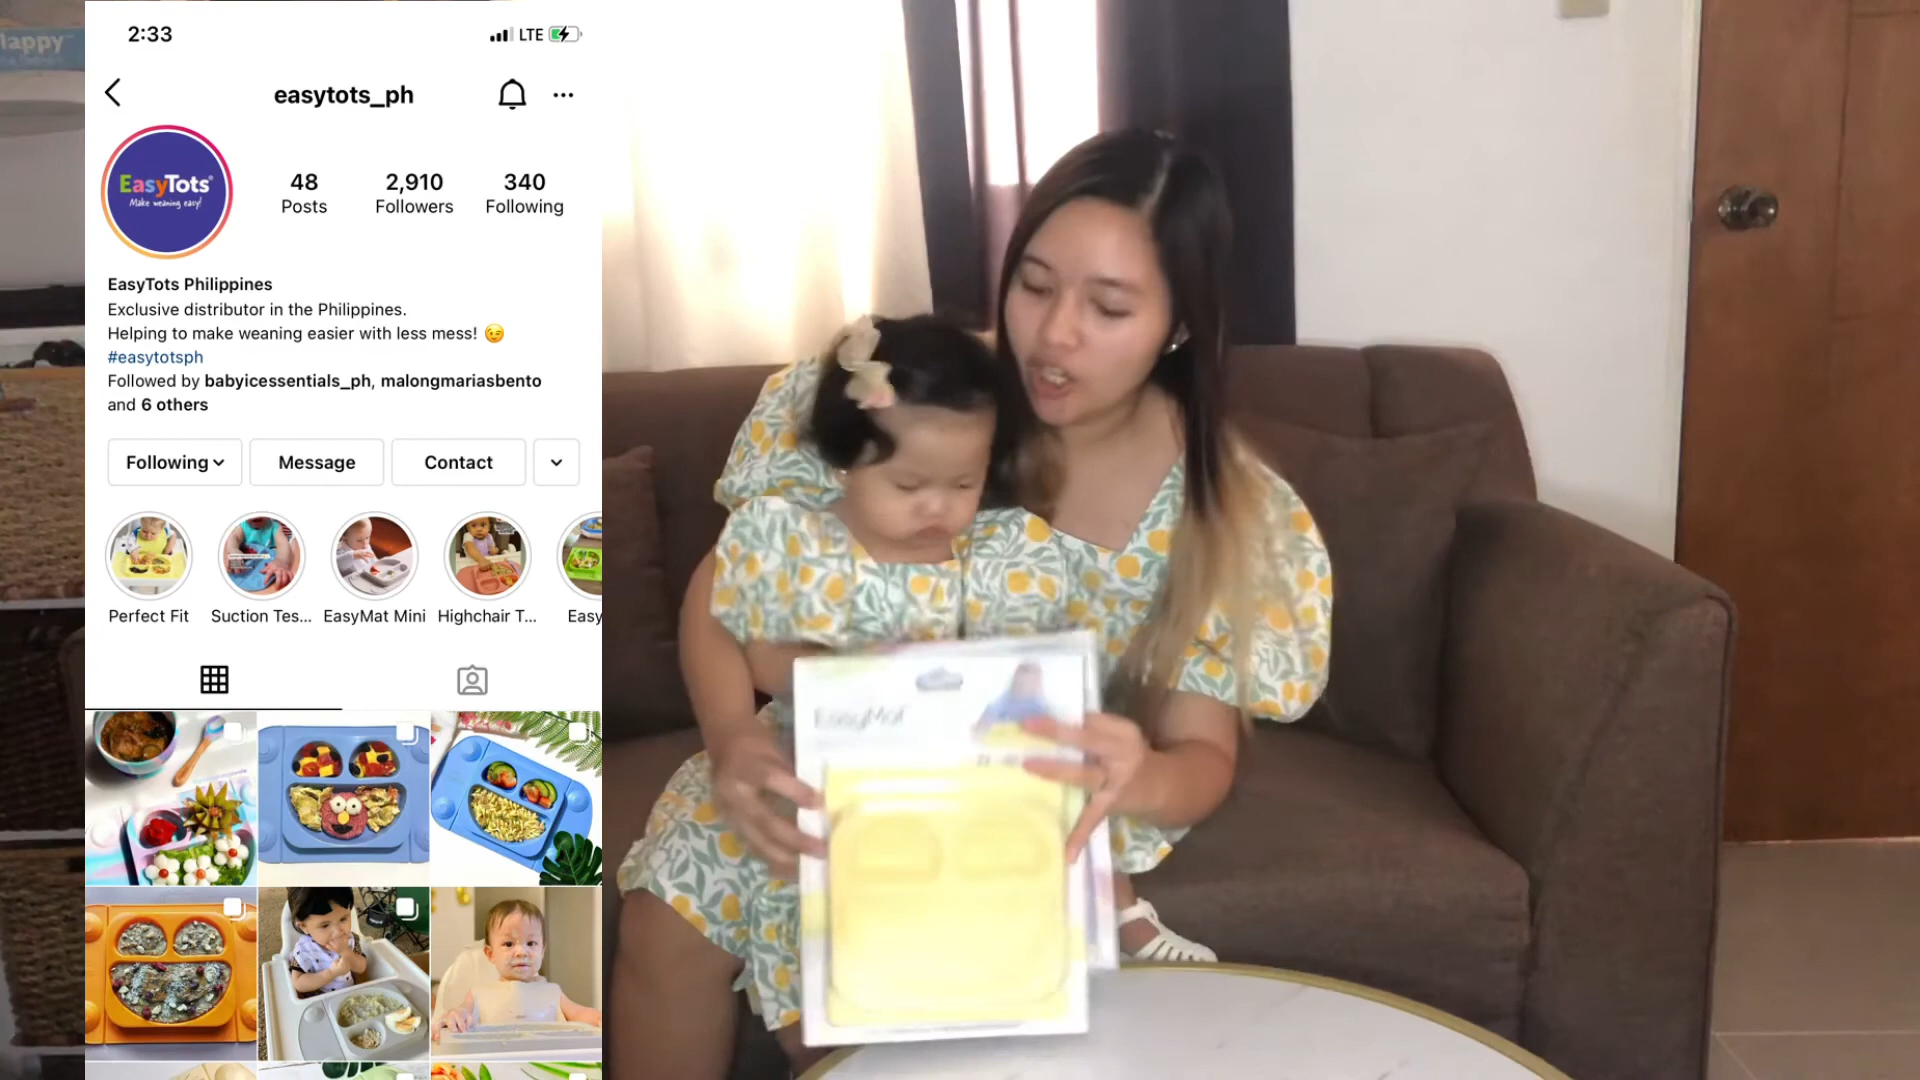 lappy
2:33
LTE
easytots_ph
EasyTots
Make weaning easy!
48
Posts
2,910
Followers
340
Following
EasyTots Philippines
Exclusive distributor in the Philippines.
Helping to make weaning easier with less mess! 😉
#easytotsph
Followed by babyicessentials_ph, malongmariasbento
and 6 others
Following
Message
Contact
Perfect Fit
Suction Tes...
EasyMat Mini
Highchair T...
Easy
EasyMat